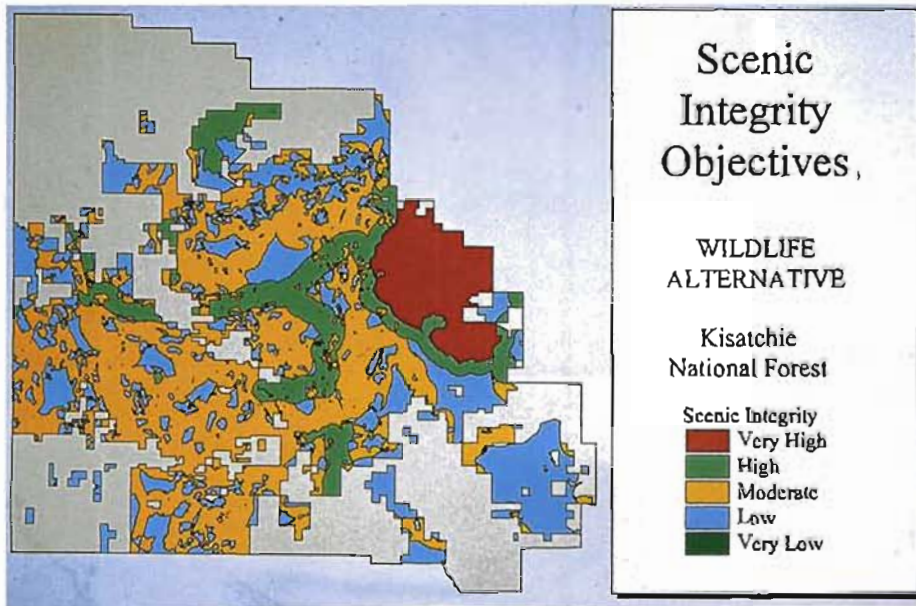 Scenic
Integrity
Objectives,
WILDLIFE
ALTERNATIVE
Kisatchie
National Forest
Scenic Integrity
Very High
High
Moderate
Low
Very Low